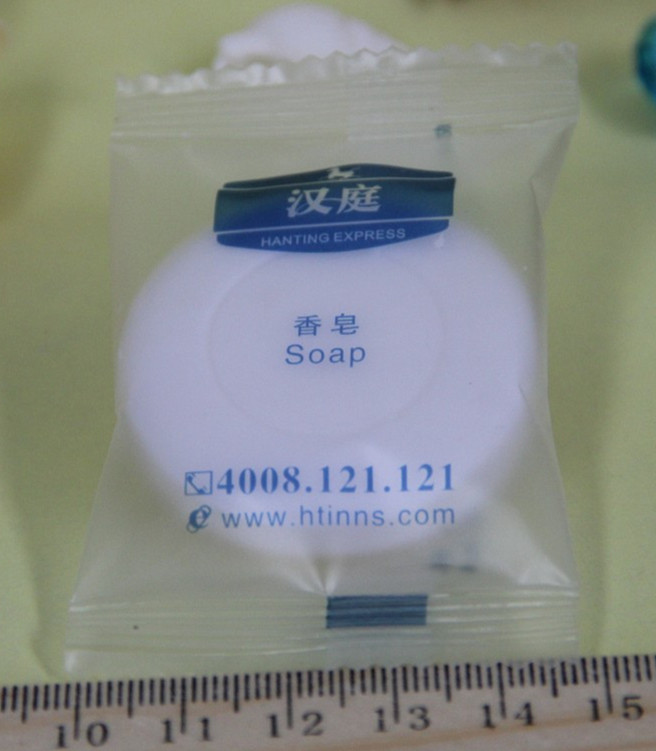 汉庭
HANTING EXPRESS
香皂
Soap
4008.121.121
www.htinns.com
10 11 12 13 14 15